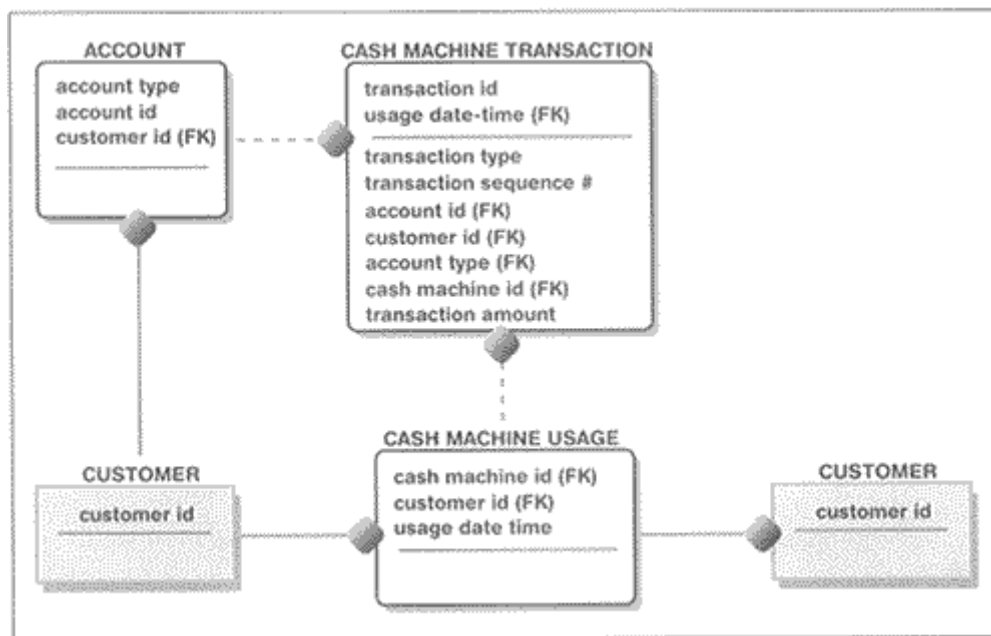 ACCOUNT
account type
account id
customer id (FK)
CASH MACHINE TRANSACTION
transaction id
usage date-time (FK)
transaction type
transaction sequence #
account id (FK)
customer id (FK)
account type (FK)
cash machine id (FK)
transaction amount
CUSTOMER
customer id
CASH MACHINE USAGE
cash machine id (FK)
customer id (FK)
usage date time
CUSTOMER
customer id